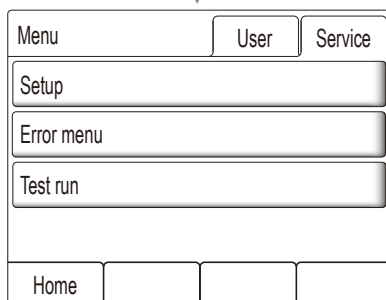 Menu User Service
Setup
Error menu
Test run
Home